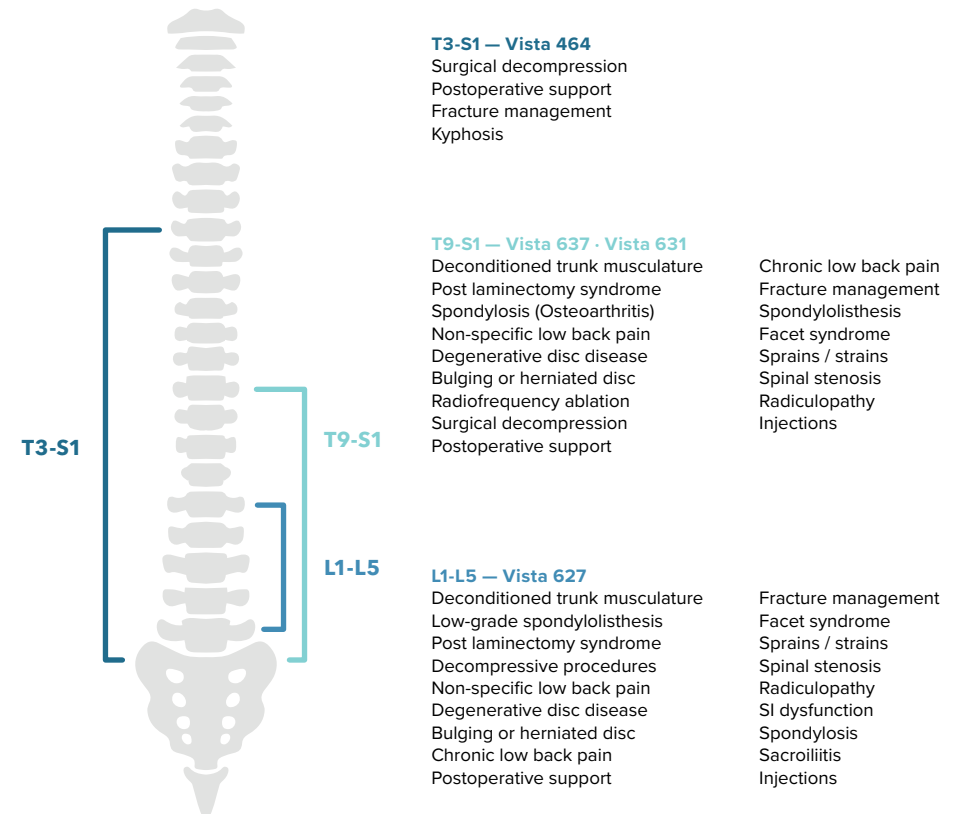 T3-S1 — Vista 464
Surgical decompression
Postoperative support
Fracture management
Kyphosis
T9-S1 — Vista 637 · Vista 631
Deconditioned trunk musculature
Post laminectomy syndrome
Spondylosis (Osteoarthritis)
Non-specific low back pain
Degenerative disc disease
Bulging or herniated disc
Radiofrequency ablation
Surgical decompression
Postoperative support
Chronic low back pain
Fracture management
Spondylolisthesis
Facet syndrome
Sprains / strains
Spinal stenosis
Radiculopathy
Injections
T3-S1
T9-S1
L1-L5
L1-L5 — Vista 627
Deconditioned trunk musculature
Low-grade spondylolisthesis
Post laminectomy syndrome
Decompressive procedures
Non-specific low back pain
Degenerative disc disease
Bulging or herniated disc
Chronic low back pain
Postoperative support
Fracture management
Facet syndrome
Sprains / strains
Spinal stenosis
Radiculopathy
SI dysfunction
Spondylosis
Sacroiliitis
Injections